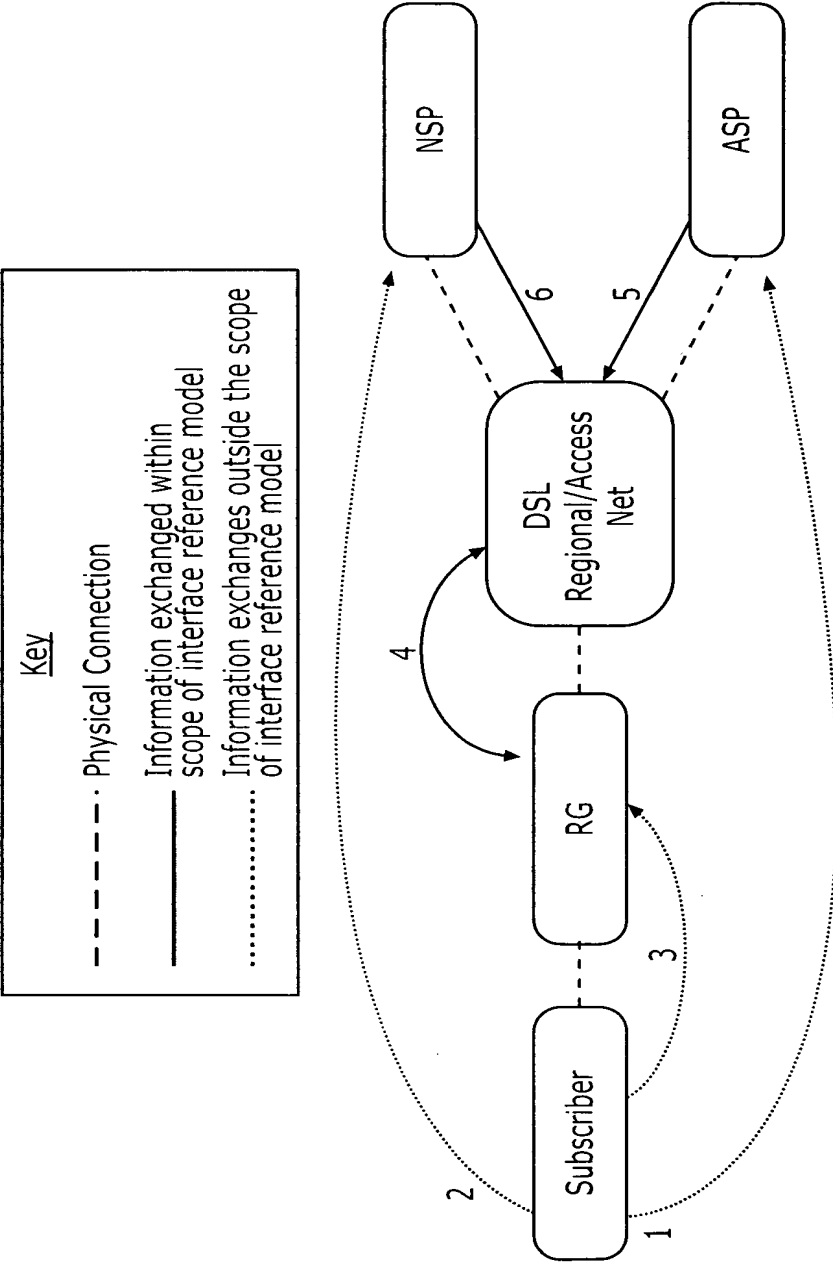 Key
Physical Connection
Information exchanged within
scope of interface reference model
Information exchanges outside the scope
of interface reference model
2
1
Subscriber
3
RG
4
DSL
Regional/Access
Net
6
5
NSP
ASP